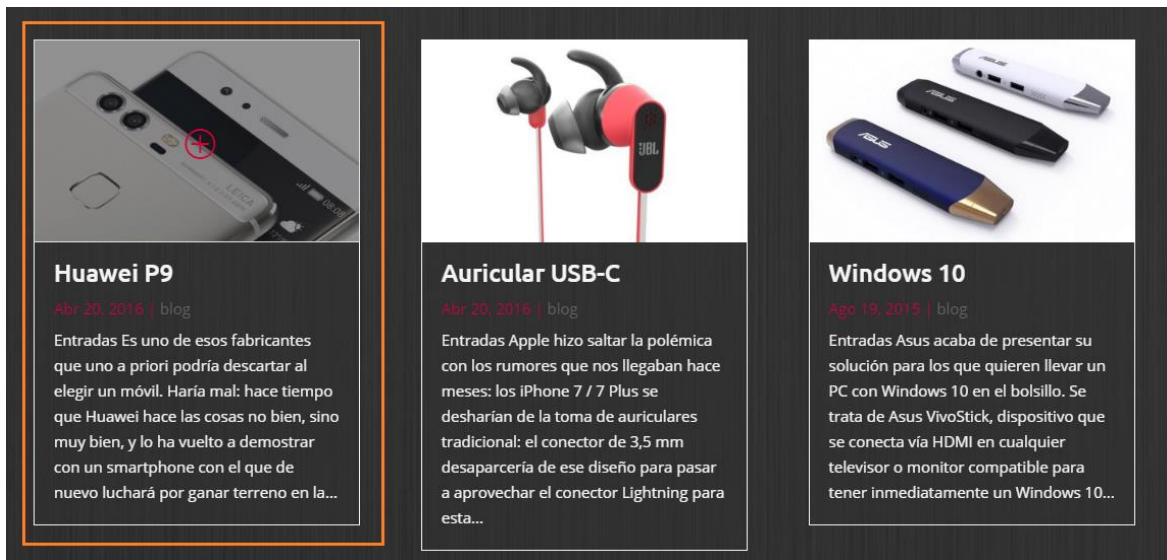 LEICA
08:08
Huawei P9
Abr 20, 2016 | blog
Entradas Es uno de esos fabricantes
que uno a priori podría descartar al
elegir un móvil. Haría mal: hace tiempo
que Huawei hace las cosas no bien, sino
muy bien, y lo ha vuelto a demostrar
con un smartphone con el que de
nuevo luchará por ganar terreno en la...
JBL
Auricular USB-C
Abr 20, 2016 | blog
Entradas Apple hizo saltar la polémica
con los rumores que nos llegaban hace
meses: los iPhone 7 / 7 Plus se
desharían de la toma de auriculares
tradicional: el conector de 3,5 mm
desaparcería de ese diseño para pasar
a aprovechar el conector Lightning para
esta...
ASUS
ASUS
ASUS
Windows 10
Ago 19, 2015 | blog
Entradas Asus acaba de presentar su
solución para los que quieren llevar un
PC con Windows 10 en el bolsillo. Se
trata de Asus VivoStick, dispositivo que
se conecta vía HDMI en cualquier
televisor o monitor compatible para
tener inmediatamente un Windows 10...